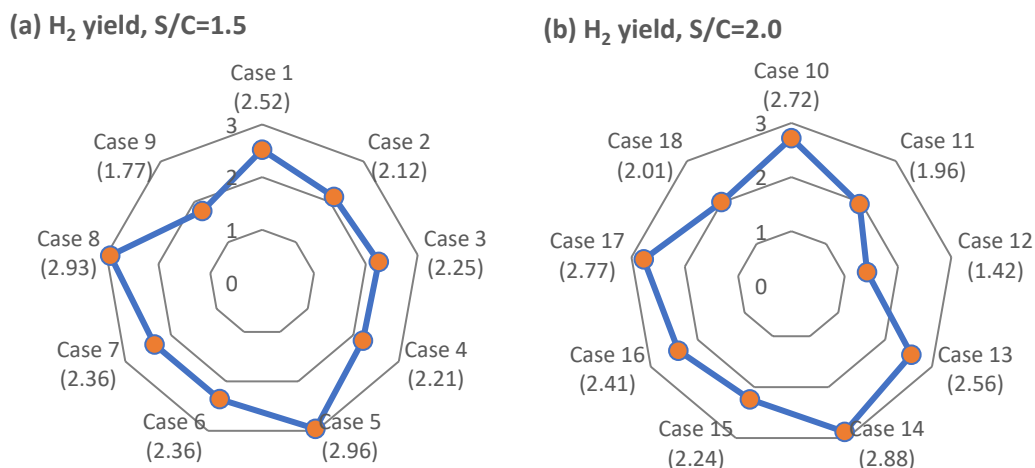 (a) H₂ yield, S/C=1.5
Case 1
(2.52)
Case 2
(2.12)
Case 3
(2.25)
Case 4
(2.21)
Case 5
(2.96)
Case 6
(2.36)
Case 7
(2.36)
Case 8
(2.93)
Case 9
(1.77)
3
2
1
0
(b) H₂ yield, S/C=2.0
Case 10
(2.72)
Case 11
(1.96)
Case 12
(1.42)
Case 13
(2.56)
Case 14
(2.88)
Case 15
(2.24)
Case 16
(2.41)
Case 17
(2.77)
Case 18
(2.01)
3
2
1
0